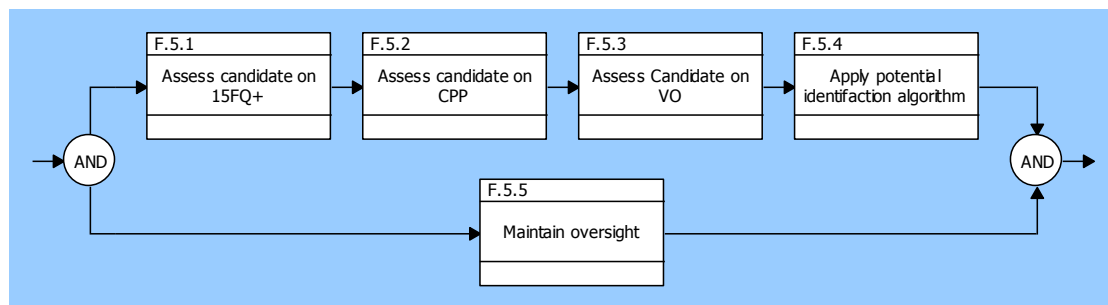 F.5.1
Assess candidate on
15FQ+
F.5.2
Assess candidate on
CPP
F.5.3
Assess Candidate on
VO
F.5.4
Apply potential
identifaction algorithm
AND
AND
F.5.5
Maintain oversight